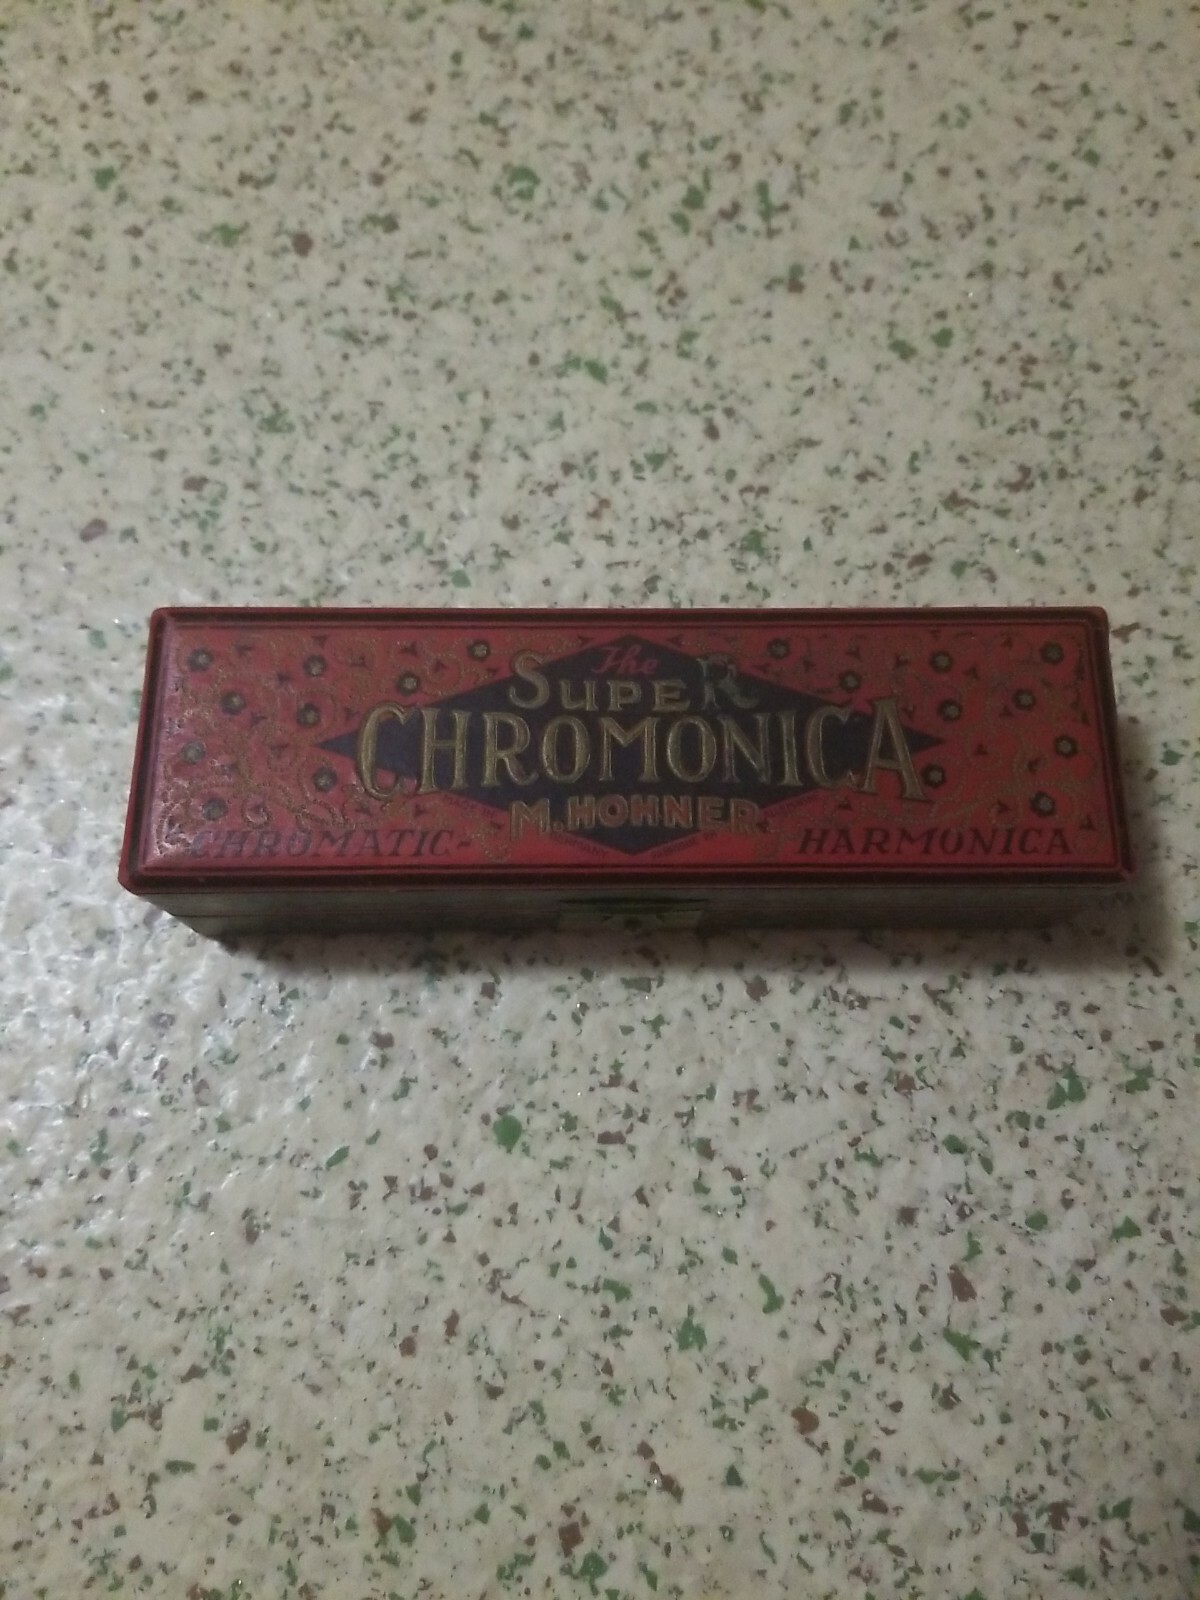 The
SUPER
CHROMONICA
M. HOHNER
CHROMATIC- HARMONICA